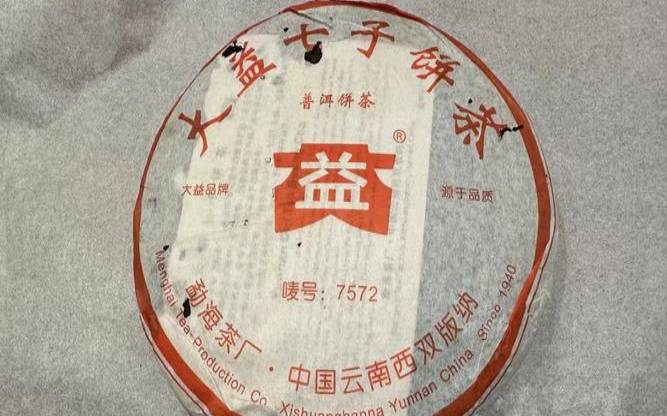 大益七子饼茶
普洱饼茶
®
益
大益品牌
源于品质
唛号：7572
勐海茶厂·中国云南西双版纳
Menghai Tea Production Co. Xishuangbanna Yunnan China Since 1940